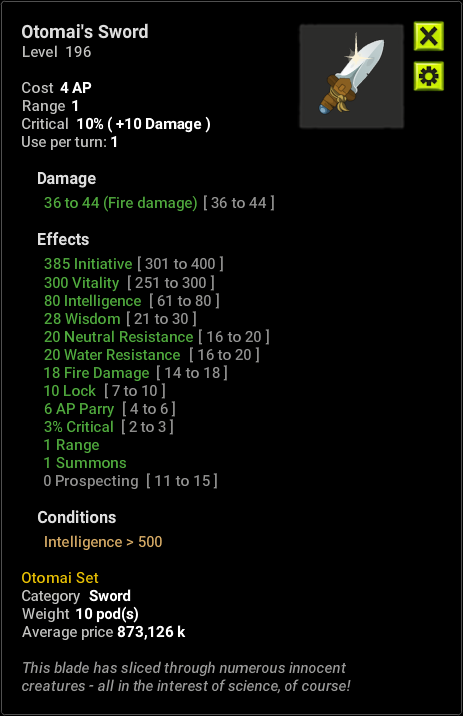 Otomai's Sword
Level 196
Cost 4 AP
Range 1
Critical 10% ( +10 Damage )
Use per turn: 1
Damage
36 to 44 (Fire damage) [ 36 to 44 ]
Effects
385 Initiative [ 301 to 400 ]
300 Vitality [ 251 to 300 ]
80 Intelligence [ 61 to 80 ]
28 Wisdom [ 21 to 30 ]
20 Neutral Resistance [ 16 to 20 ]
20 Water Resistance [ 16 to 20 ]
18 Fire Damage [ 14 to 18 ]
10 Lock [ 7 to 10 ]
6 AP Parry [ 4 to 6 ]
3% Critical [ 2 to 3 ]
1 Range
1 Summons
0 Prospecting [ 11 to 15 ]
Conditions
Intelligence > 500
Otomai Set
Category Sword
Weight 10 pod(s)
Average price 873,126 k
This blade has sliced through numerous innocent
creatures - all in the interest of science, of course!